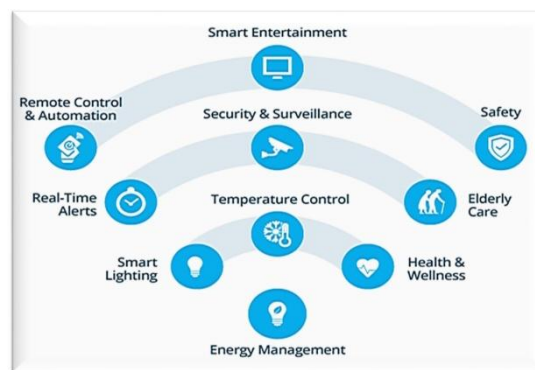 Smart Entertainment
Remote Control
& Automation
Security & Surveillance
Safety
Real-Time
Alerts
Temperature Control
Elderly
Care
Smart
Lighting
Health &
Wellness
Energy Management